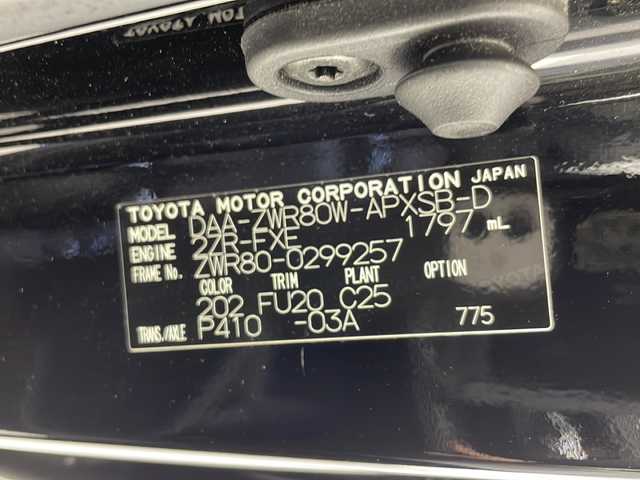 TOYOTA MOTOR CORPORATION JAPAN
MODEL DAA-ZWR80W-APXSB-D
ENGINE 2ZR-FXE 1797 mL
FRAME No. ZWR80-0299257
COLOR TRIM PLANT OPTION
202 FU20 C25
TRANS./AXLE P410 -03A 775